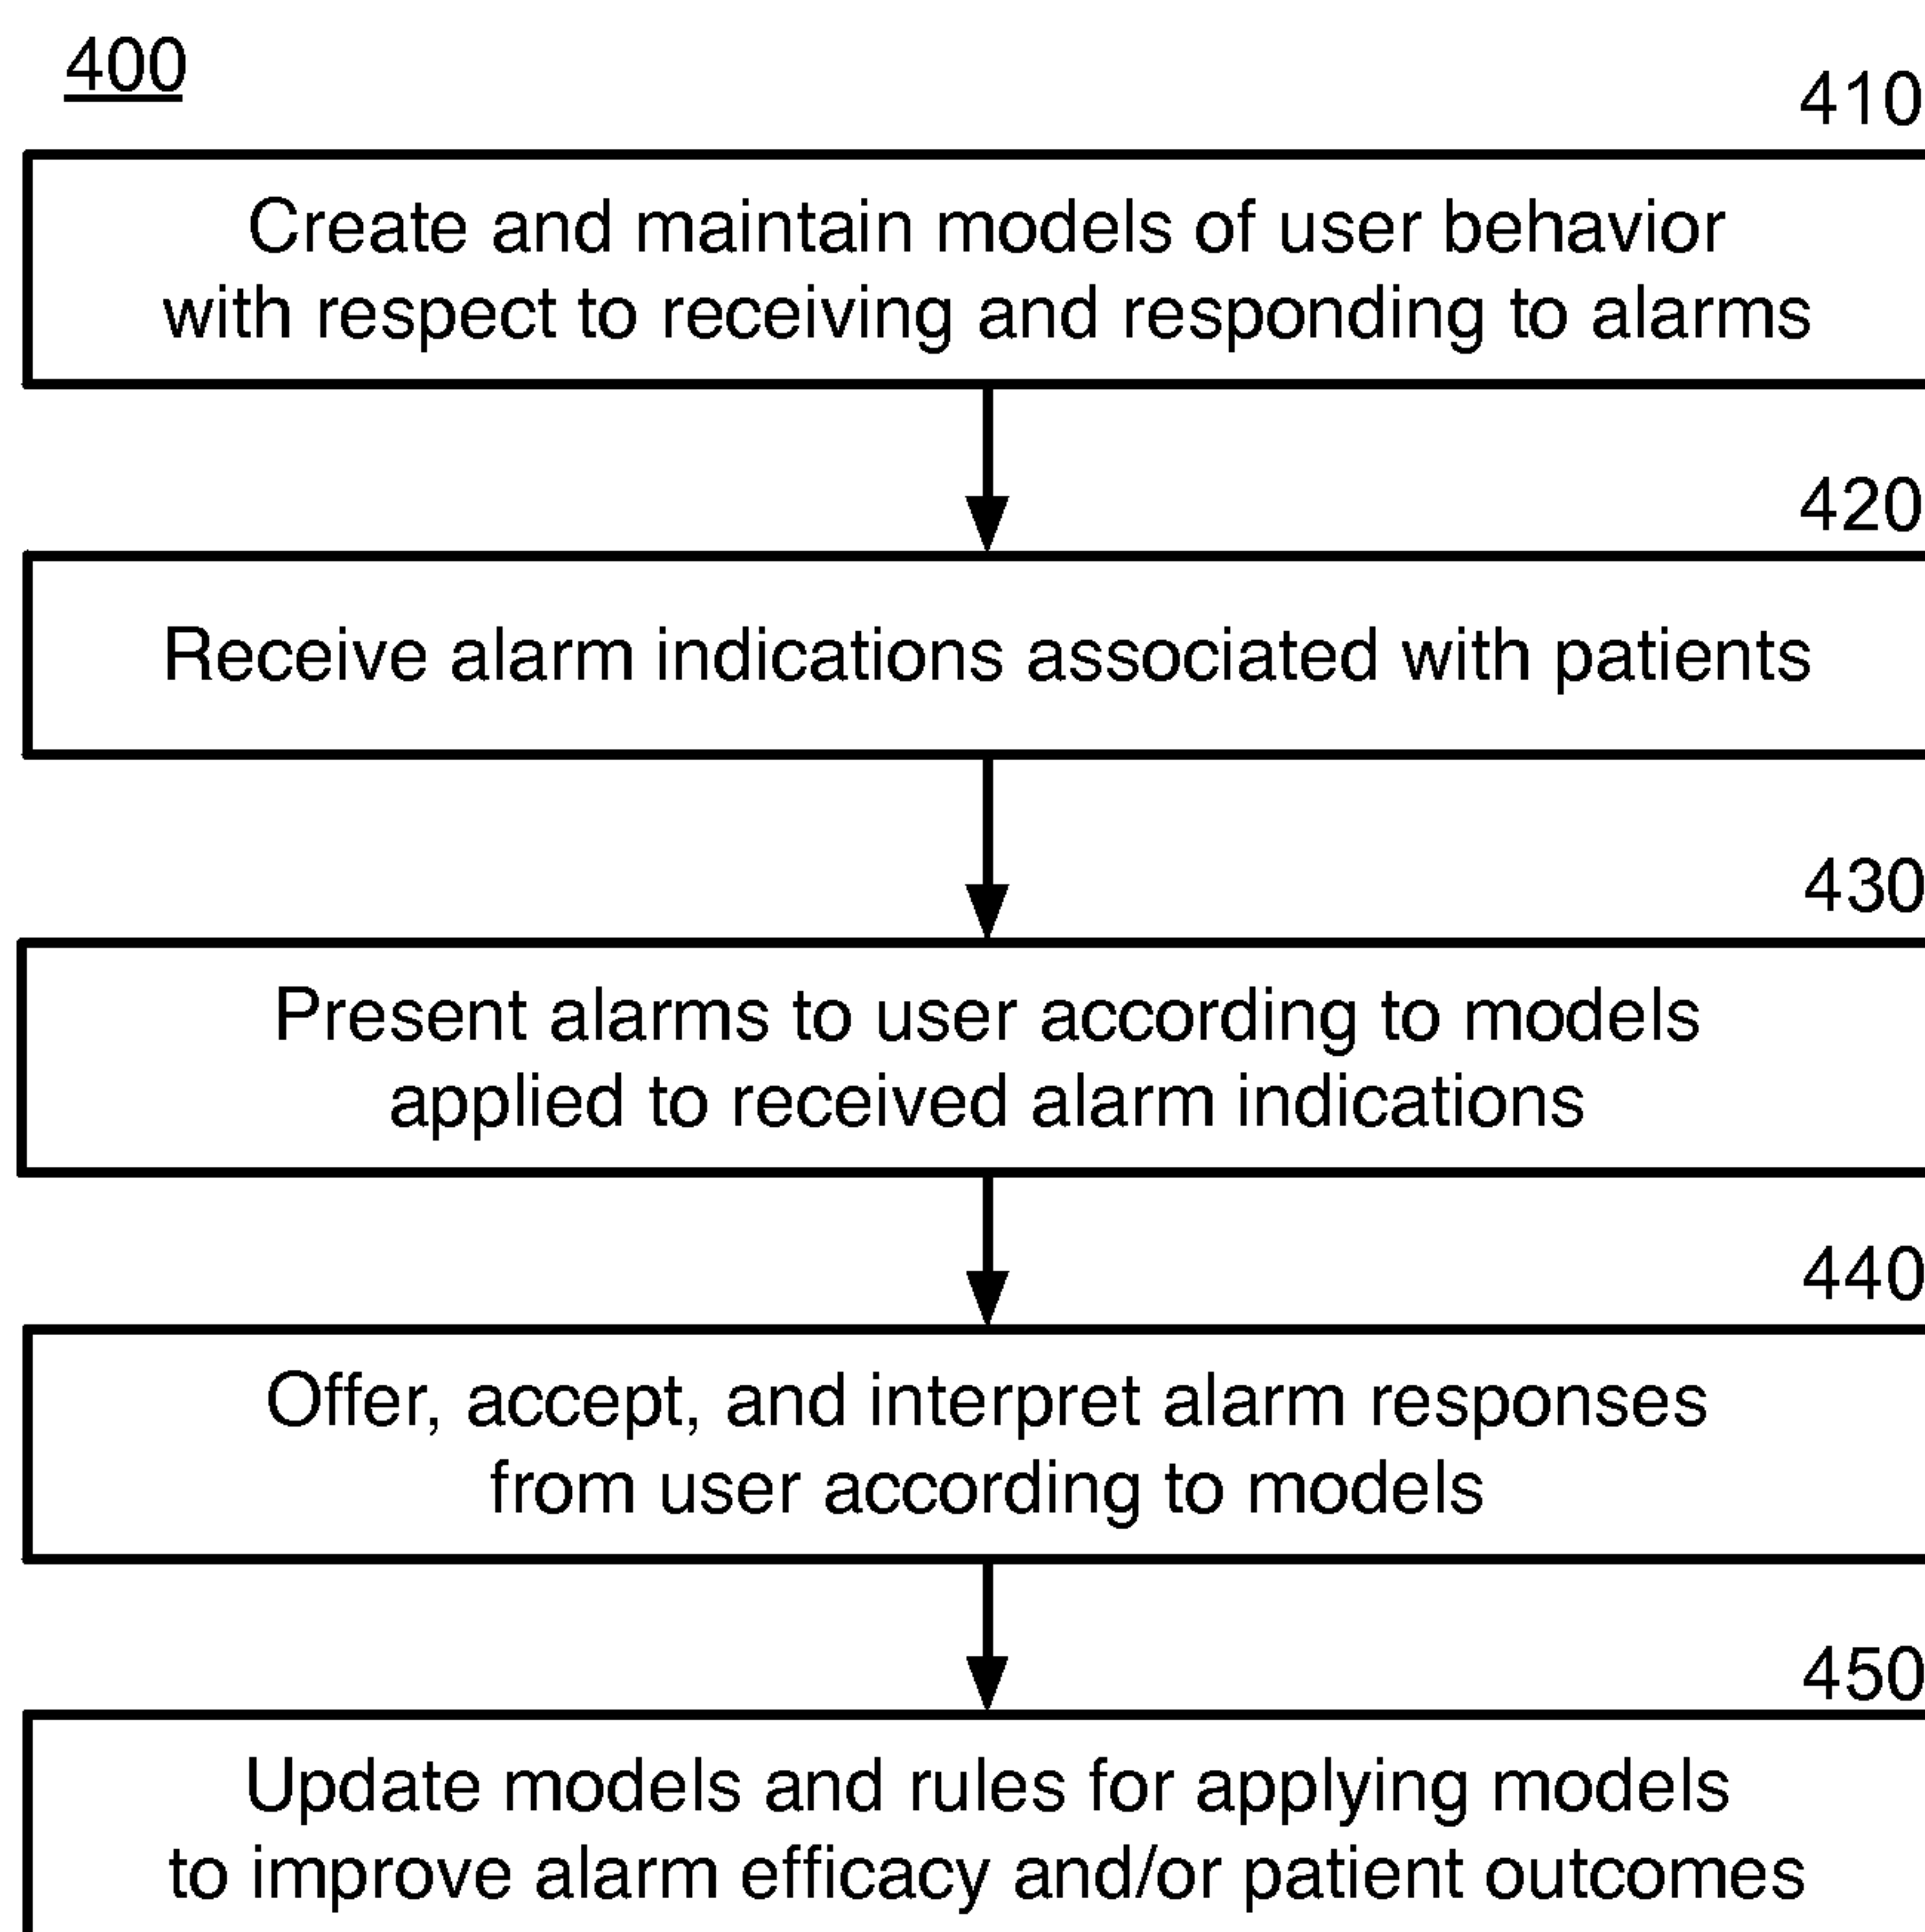 400
410
Create and maintain models of user behavior
with respect to receiving and responding to alarms
420
Receive alarm indications associated with patients
430
Present alarms to user according to models
applied to received alarm indications
440
Offer, accept, and interpret alarm responses
from user according to models
450
Update models and rules for applying models
to improve alarm efficacy and/or patient outcomes